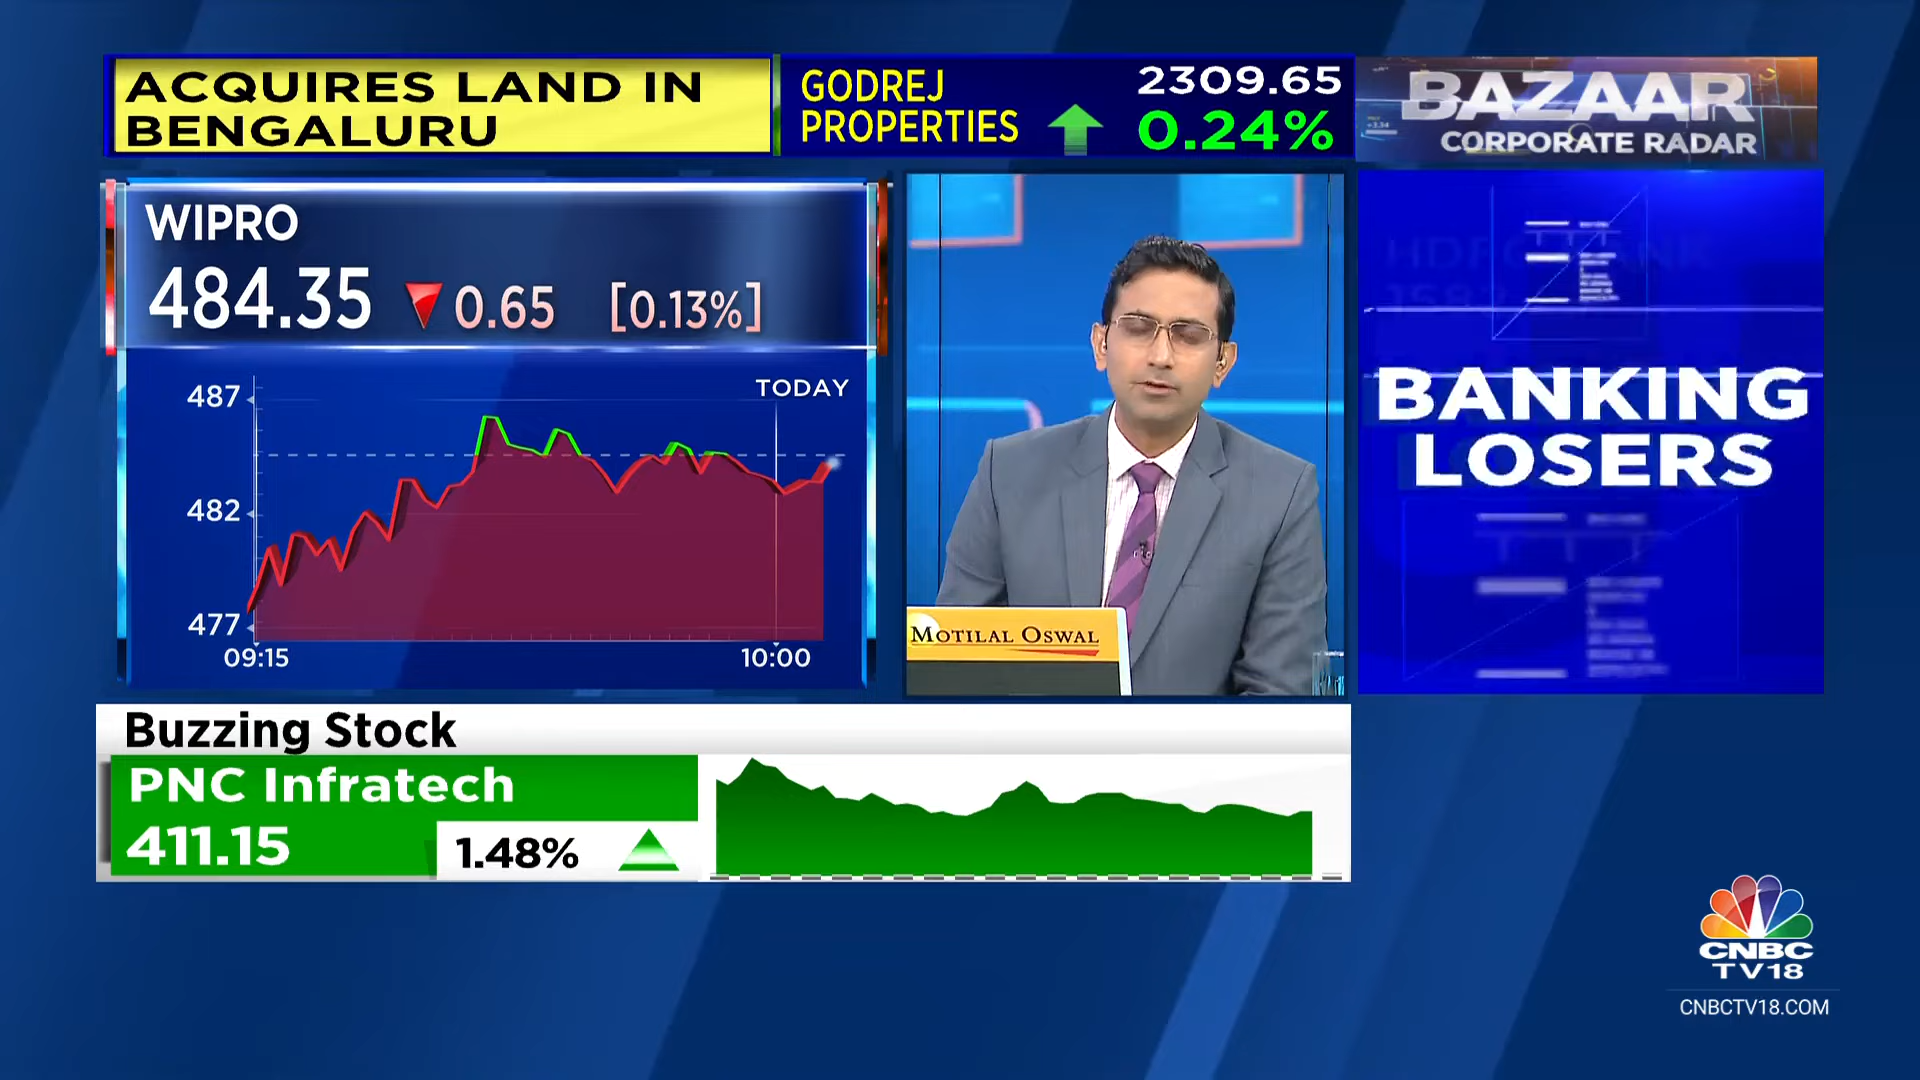 ACQUIRES LAND IN
BENGALURU
GODREJ
PROPERTIES
2309.65
0.24%
BAZAAR
CORPORATE RADAR
WIPRO
484.35
0.65
[0.13%]
TODAY
487
482
477
09:15
10:00
MOTILAL OSWAL
BANKING
LOSERS
Buzzing Stock
PNC Infratech
411.15
1.48%
CNBC
TV18
CNBCTV18.COM